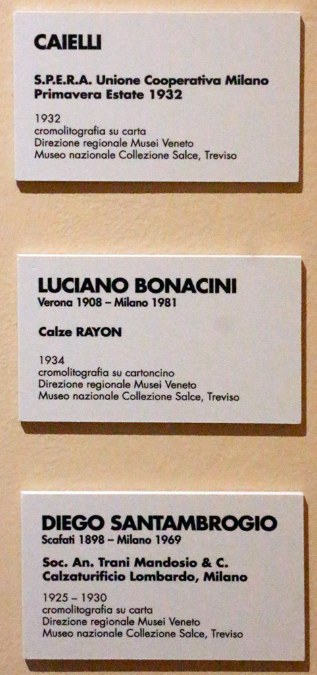 CAIELLI
S.P.E.R.A. Unione Cooperativa Milano
Primavera Estate 1932
1932
cromolitografia su carta
Direzione regionale Musei Veneto
Museo nazionale Collezione Salce, Treviso
LUCIANO BONACINI
Verona 1908 – Milano 1981
Calze RAYON
1934
cromolitografia su cartoncino
Direzione regionale Musei Veneto
Museo nazionale Collezione Salce, Treviso
DIEGO SANTAMBROGIO
Scafati 1898 – Milano 1969
Soc. An. Trani Mandosio & C.
Calzaturificio Lombardo, Milano
1925 – 1930
cromolitografia su carta
Direzione regionale Musei Veneto
Museo nazionale Collezione Salce, Treviso